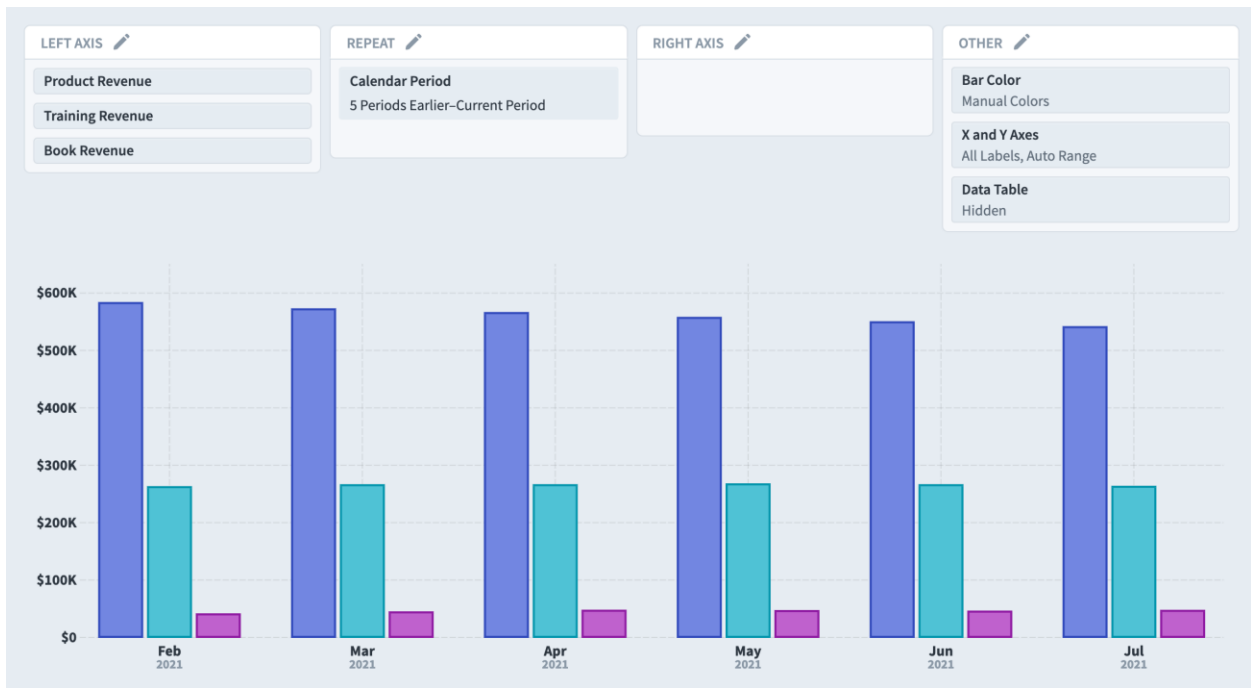 LEFT AXIS
Product Revenue
Training Revenue
Book Revenue
REPEAT
Calendar Period
5 Periods Earlier–Current Period
RIGHT AXIS
OTHER
Bar Color
Manual Colors
X and Y Axes
All Labels, Auto Range
Data Table
Hidden
$600K
$500K
$400K
$300K
$200K
$100K
$0
Feb
2021
Mar
2021
Apr
2021
May
2021
Jun
2021
Jul
2021